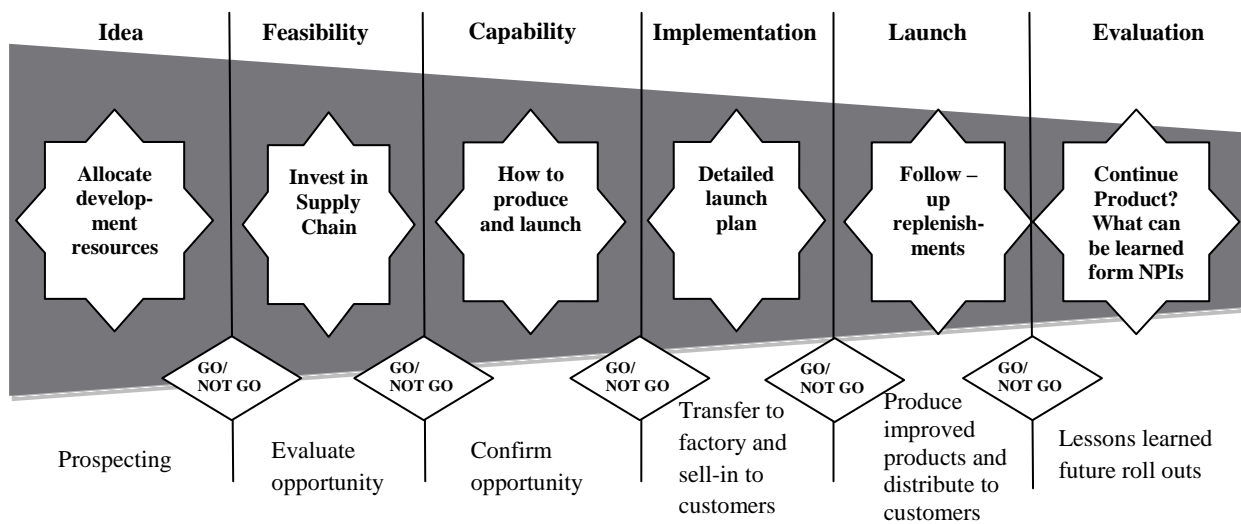 Idea
Feasibility
Capability
Implementation
Launch
Evaluation
Allocate
develop-
ment
resources
Invest in
Supply
Chain
How to
produce
and launch
Detailed
launch
plan
Follow –
up
replenish-
ments
Continue
Product?
What can
be learned
form NPIs
GO/
NOT GO
GO/
NOT GO
GO/
NOT GO
GO/
NOT GO
GO/
NOT GO
Prospecting
Evaluate
opportunity
Confirm
opportunity
Transfer to
factory and
sell-in to
customers
Produce
improved
products and
distribute to
customers
Lessons learned
future roll outs